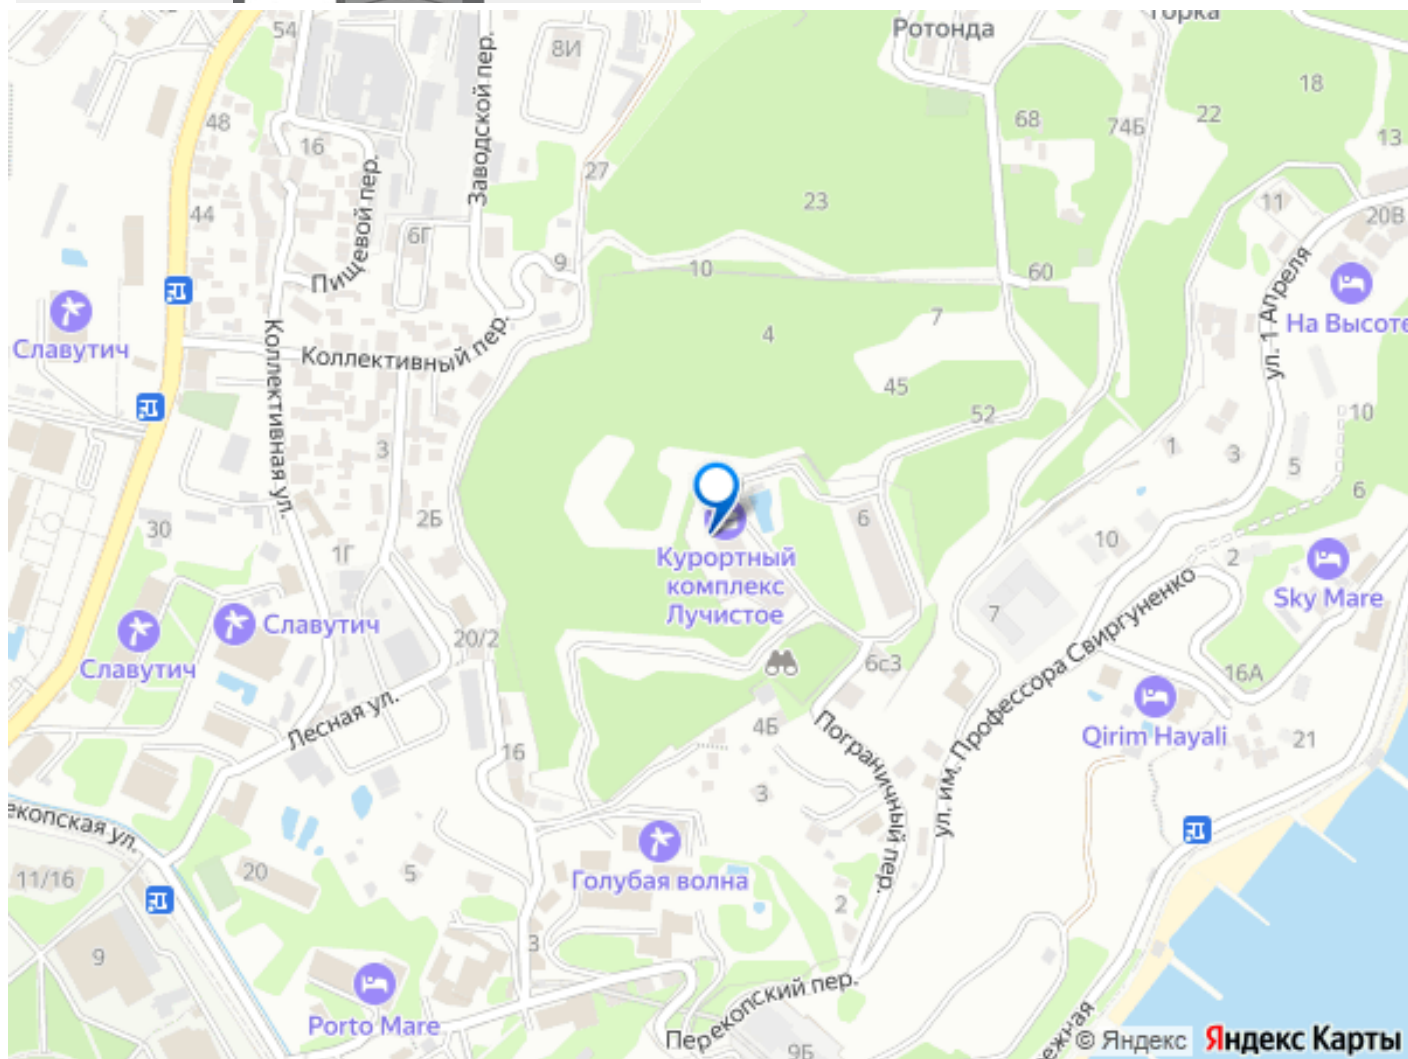 54
8И
Ротонда
Горка
18
48
16
Пищевой пер.
Заводской пер.
27
68
74Б
22
13
44
6Г
23
11
20В
9
10
60
ул. 1 Апреля
На Высоте
Славутич
Коллективная ул.
Коллективный пер.
4
7
45
52
10
3
1
3
5
6
30
2Б
1Г
6
10
2
Курортный
комплекс
Лучистое
Sky Mare
7
ул. им. Профессора Свиргуненко
Славутич
Славутич
20/2
6с3
16А
Лесная ул.
16
4Б
Пограничный пер.
Qirim Hayali
21
3
екопская ул.
11/16
20
5
Голубая волна
2
9
3
Porto Mare
Перекопский пер.
9Б
ежная
© Яндекс Яндекс Карты